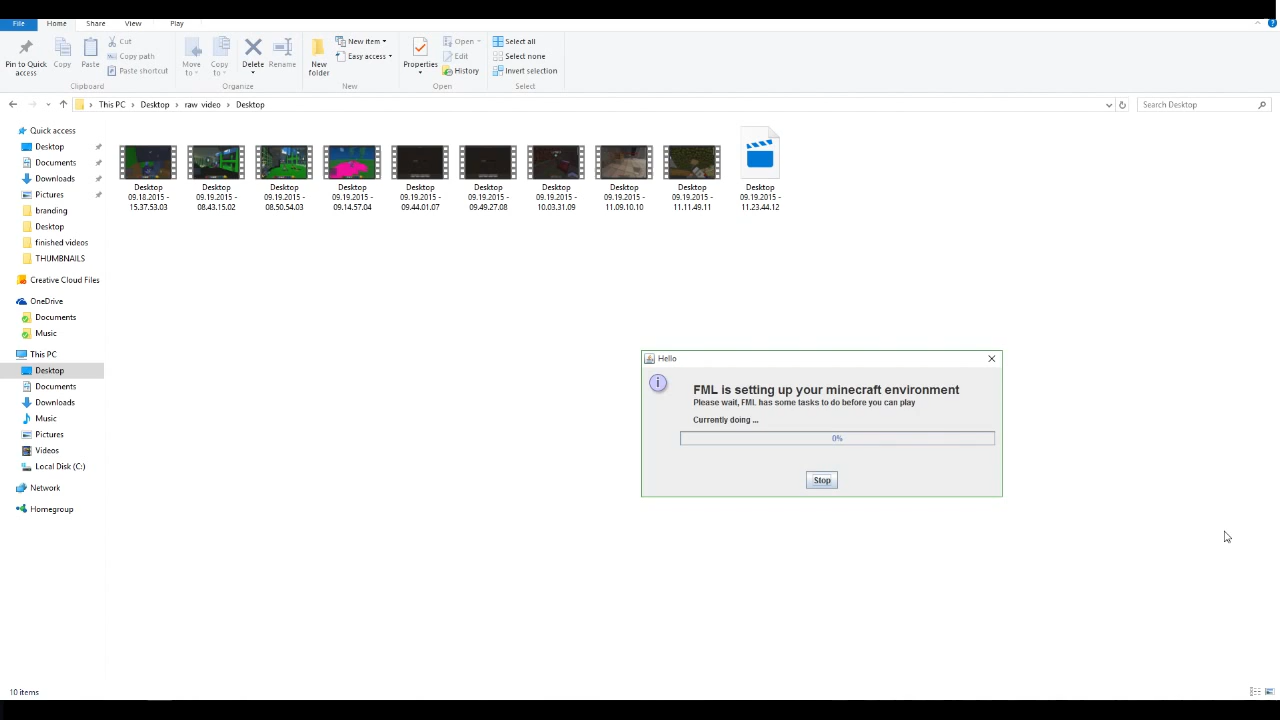 File Home Share View Play
Pin to Quick access
Copy
Paste
Cut
Copy path
Paste shortcut
Clipboard
Move to
Copy to
Delete
Rename
Organize
New folder
New item
Easy access
New
Properties
Open
Edit
History
Open
Select all
Select none
Invert selection
Select
This PC > Desktop > raw video > Desktop
Search Desktop
Quick access
Desktop
Documents
Downloads
Pictures
branding
Desktop
finished videos
THUMBNAILS
Creative Cloud Files
OneDrive
Documents
Music
This PC
Desktop
Documents
Downloads
Music
Pictures
Videos
Local Disk (C:)
Network
Homegroup
Desktop
09.18.2015 -
15.37.53.03
Desktop
09.19.2015 -
08.43.15.02
Desktop
09.19.2015 -
08.50.54.03
Desktop
09.19.2015 -
09.14.57.04
Desktop
09.19.2015 -
09.44.01.07
Desktop
09.19.2015 -
09.49.27.08
Desktop
09.19.2015 -
10.03.31.09
Desktop
09.19.2015 -
11.09.10.10
Desktop
09.19.2015 -
11.11.49.11
Desktop
09.19.2015 -
11.23.44.12
Hello
FML is setting up your minecraft environment
Please wait, FML has some tasks to do before you can play
Currently doing ...
0%
Stop
10 items